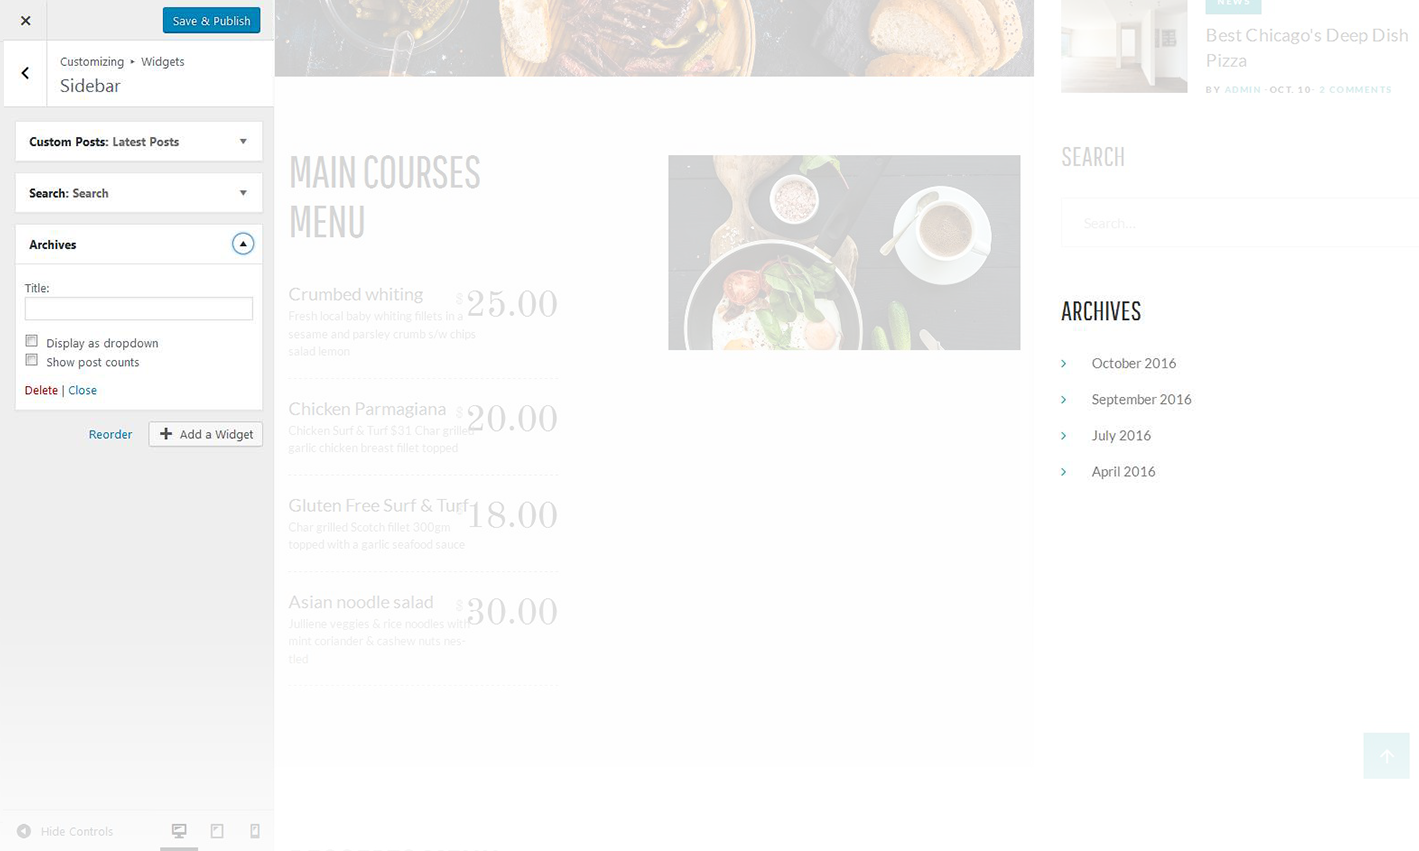 Save & Publish
Customizing ▸ Widgets
Sidebar
Custom Posts: Latest Posts
Search: Search
Archives
Title:
Display as dropdown
Show post counts
Delete | Close
Reorder
Add a Widget
Hide Controls
MAIN COURSES
MENU
Crumbed whiting
$25.00
Fresh local baby whiting fillets in a
sesame and parsley crumb s/w chips
salad lemon
Chicken Parmagiana
$20.00
Chicken Surf & Turf $31 Char grilled
garlic chicken breast fillet topped
Gluten Free Surf & Turf
18.00
Char grilled Scotch fillet 300gm
topped with a garlic seafood sauce
Asian noodle salad
$30.00
Julliene veggies & rice noodles with
mint coriander & cashew nuts nes-
tled
NEWS
Best Chicago's Deep Dish
Pizza
BY ADMIN · OCT. 10 · 2 COMMENTS
SEARCH
Search...
ARCHIVES
October 2016
September 2016
July 2016
April 2016